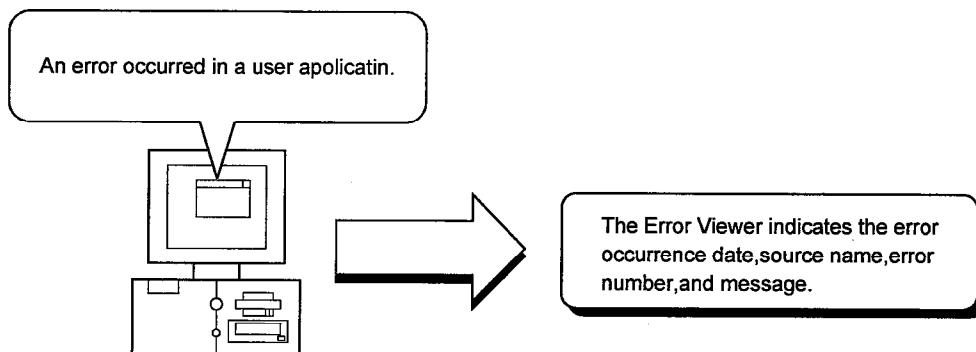 An error occurred in a user apolicatin.
The Error Viewer indicates the error
occurrence date,source name,error
number,and message.